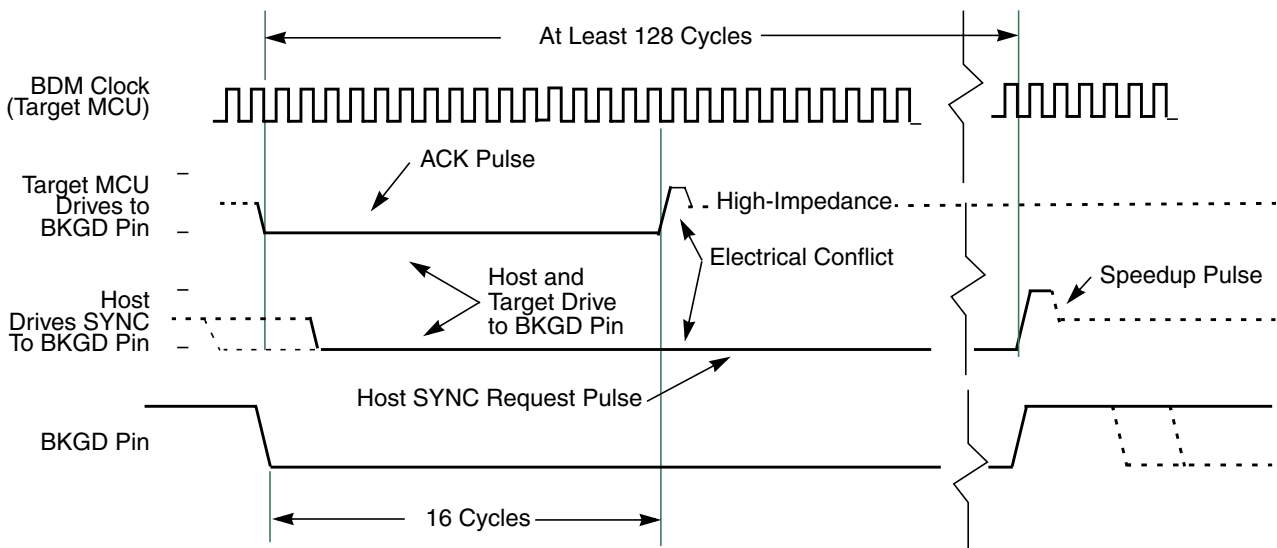 At Least 128 Cycles
BDM Clock
(Target MCU)
ACK Pulse
Target MCU
Drives to
BKGD Pin
High-Impedance
Electrical Conflict
Host and
Target Drive
to BKGD Pin
Speedup Pulse
Host
Drives SYNC
To BKGD Pin
Host SYNC Request Pulse
BKGD Pin
16 Cycles